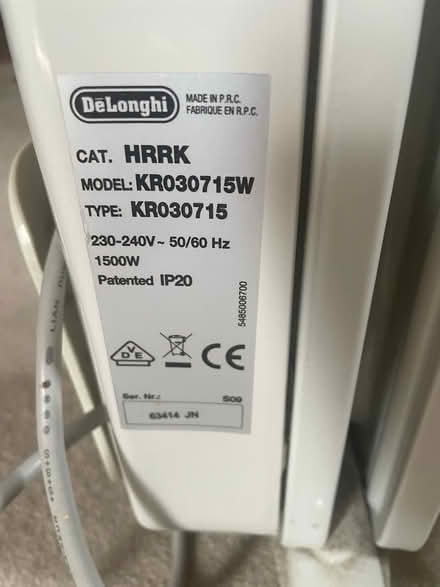 DeLonghi
MADE IN P.R.C.
FABRIQUE EN R.P.C.
CAT. HRRK
MODEL: KR030715W
TYPE: KR030715
230-240V~ 50/60 Hz
1500W
Patented IP20
5485006700
VDE
CE
Ser. Nr.: S09
63414 JN
LIAN